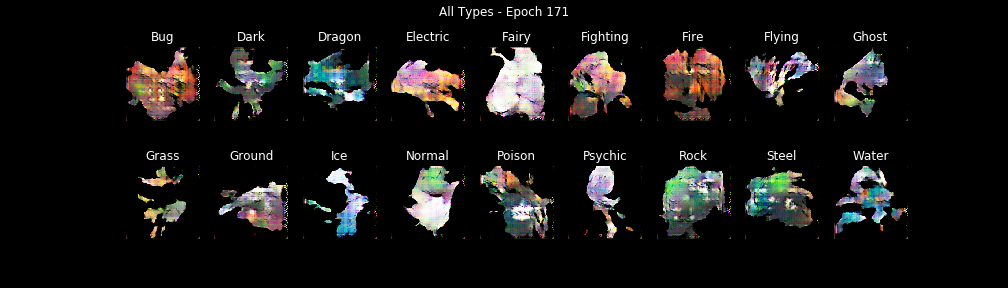 All Types - Epoch 171
Bug Dark Dragon Electric Fairy Fighting Fire Flying Ghost
Grass Ground Ice Normal Poison Psychic Rock Steel Water